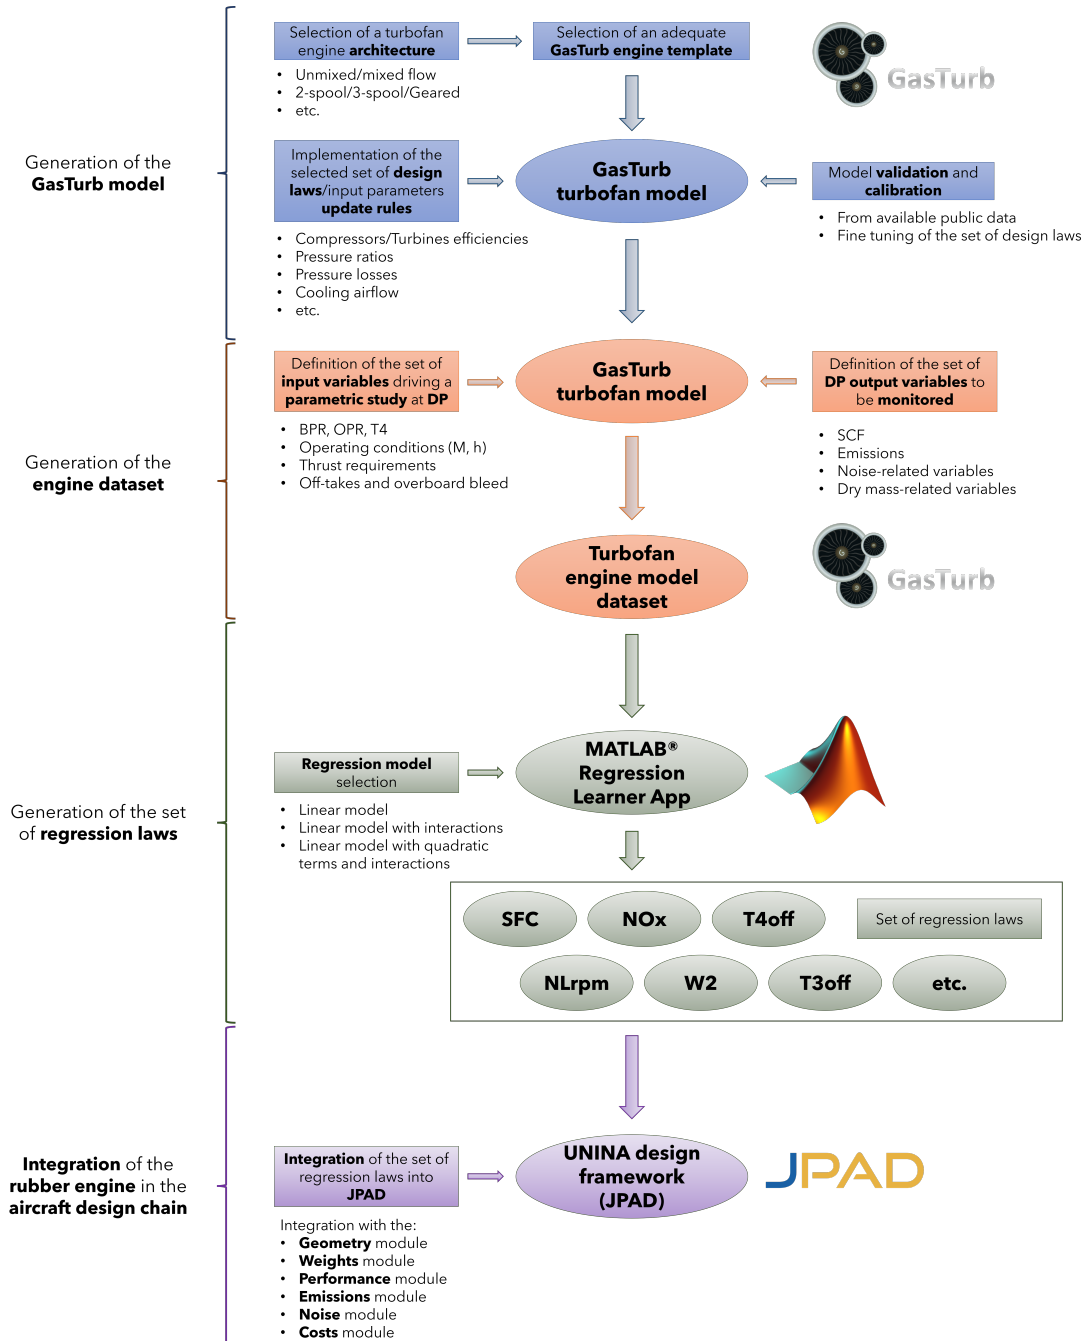 Selection of a turbofan
engine architecture
Selection of an adequate
GasTurb engine template
GasTurb
• Unmixed/mixed flow
• 2-spool/3-spool/Geared
• etc.
Generation of the
GasTurb model
Implementation of the
selected set of design
laws/input parameters
update rules
GasTurb
turbofan model
Model validation and
calibration
• From available public data
• Fine tuning of the set of design laws
• Compressors/Turbines efficiencies
• Pressure ratios
• Pressure losses
• Cooling airflow
• etc.
Definition of the set of
input variables driving a
parametric study at DP
GasTurb
turbofan model
Definition of the set of
DP output variables to
be monitored
• BPR, OPR, T4
• Operating conditions (M, h)
• Thrust requirements
• Off-takes and overboard bleed
• SCF
• Emissions
• Noise-related variables
• Dry mass-related variables
Generation of the
engine dataset
Turbofan
engine model
dataset
GasTurb
Generation of the set
of regression laws
Regression model
selection
MATLAB®
Regression
Learner App
• Linear model
• Linear model with interactions
• Linear model with quadratic
terms and interactions
SFC
NOx
T4off
Set of regression laws
NLrpm
W2
T3off
etc.
Integration of the
rubber engine in the
aircraft design chain
Integration of the set of
regression laws into
JPAD
UNINA design
framework
(JPAD)
JPAD
Integration with the:
• Geometry module
• Weights module
• Performance module
• Emissions module
• Noise module
• Costs module